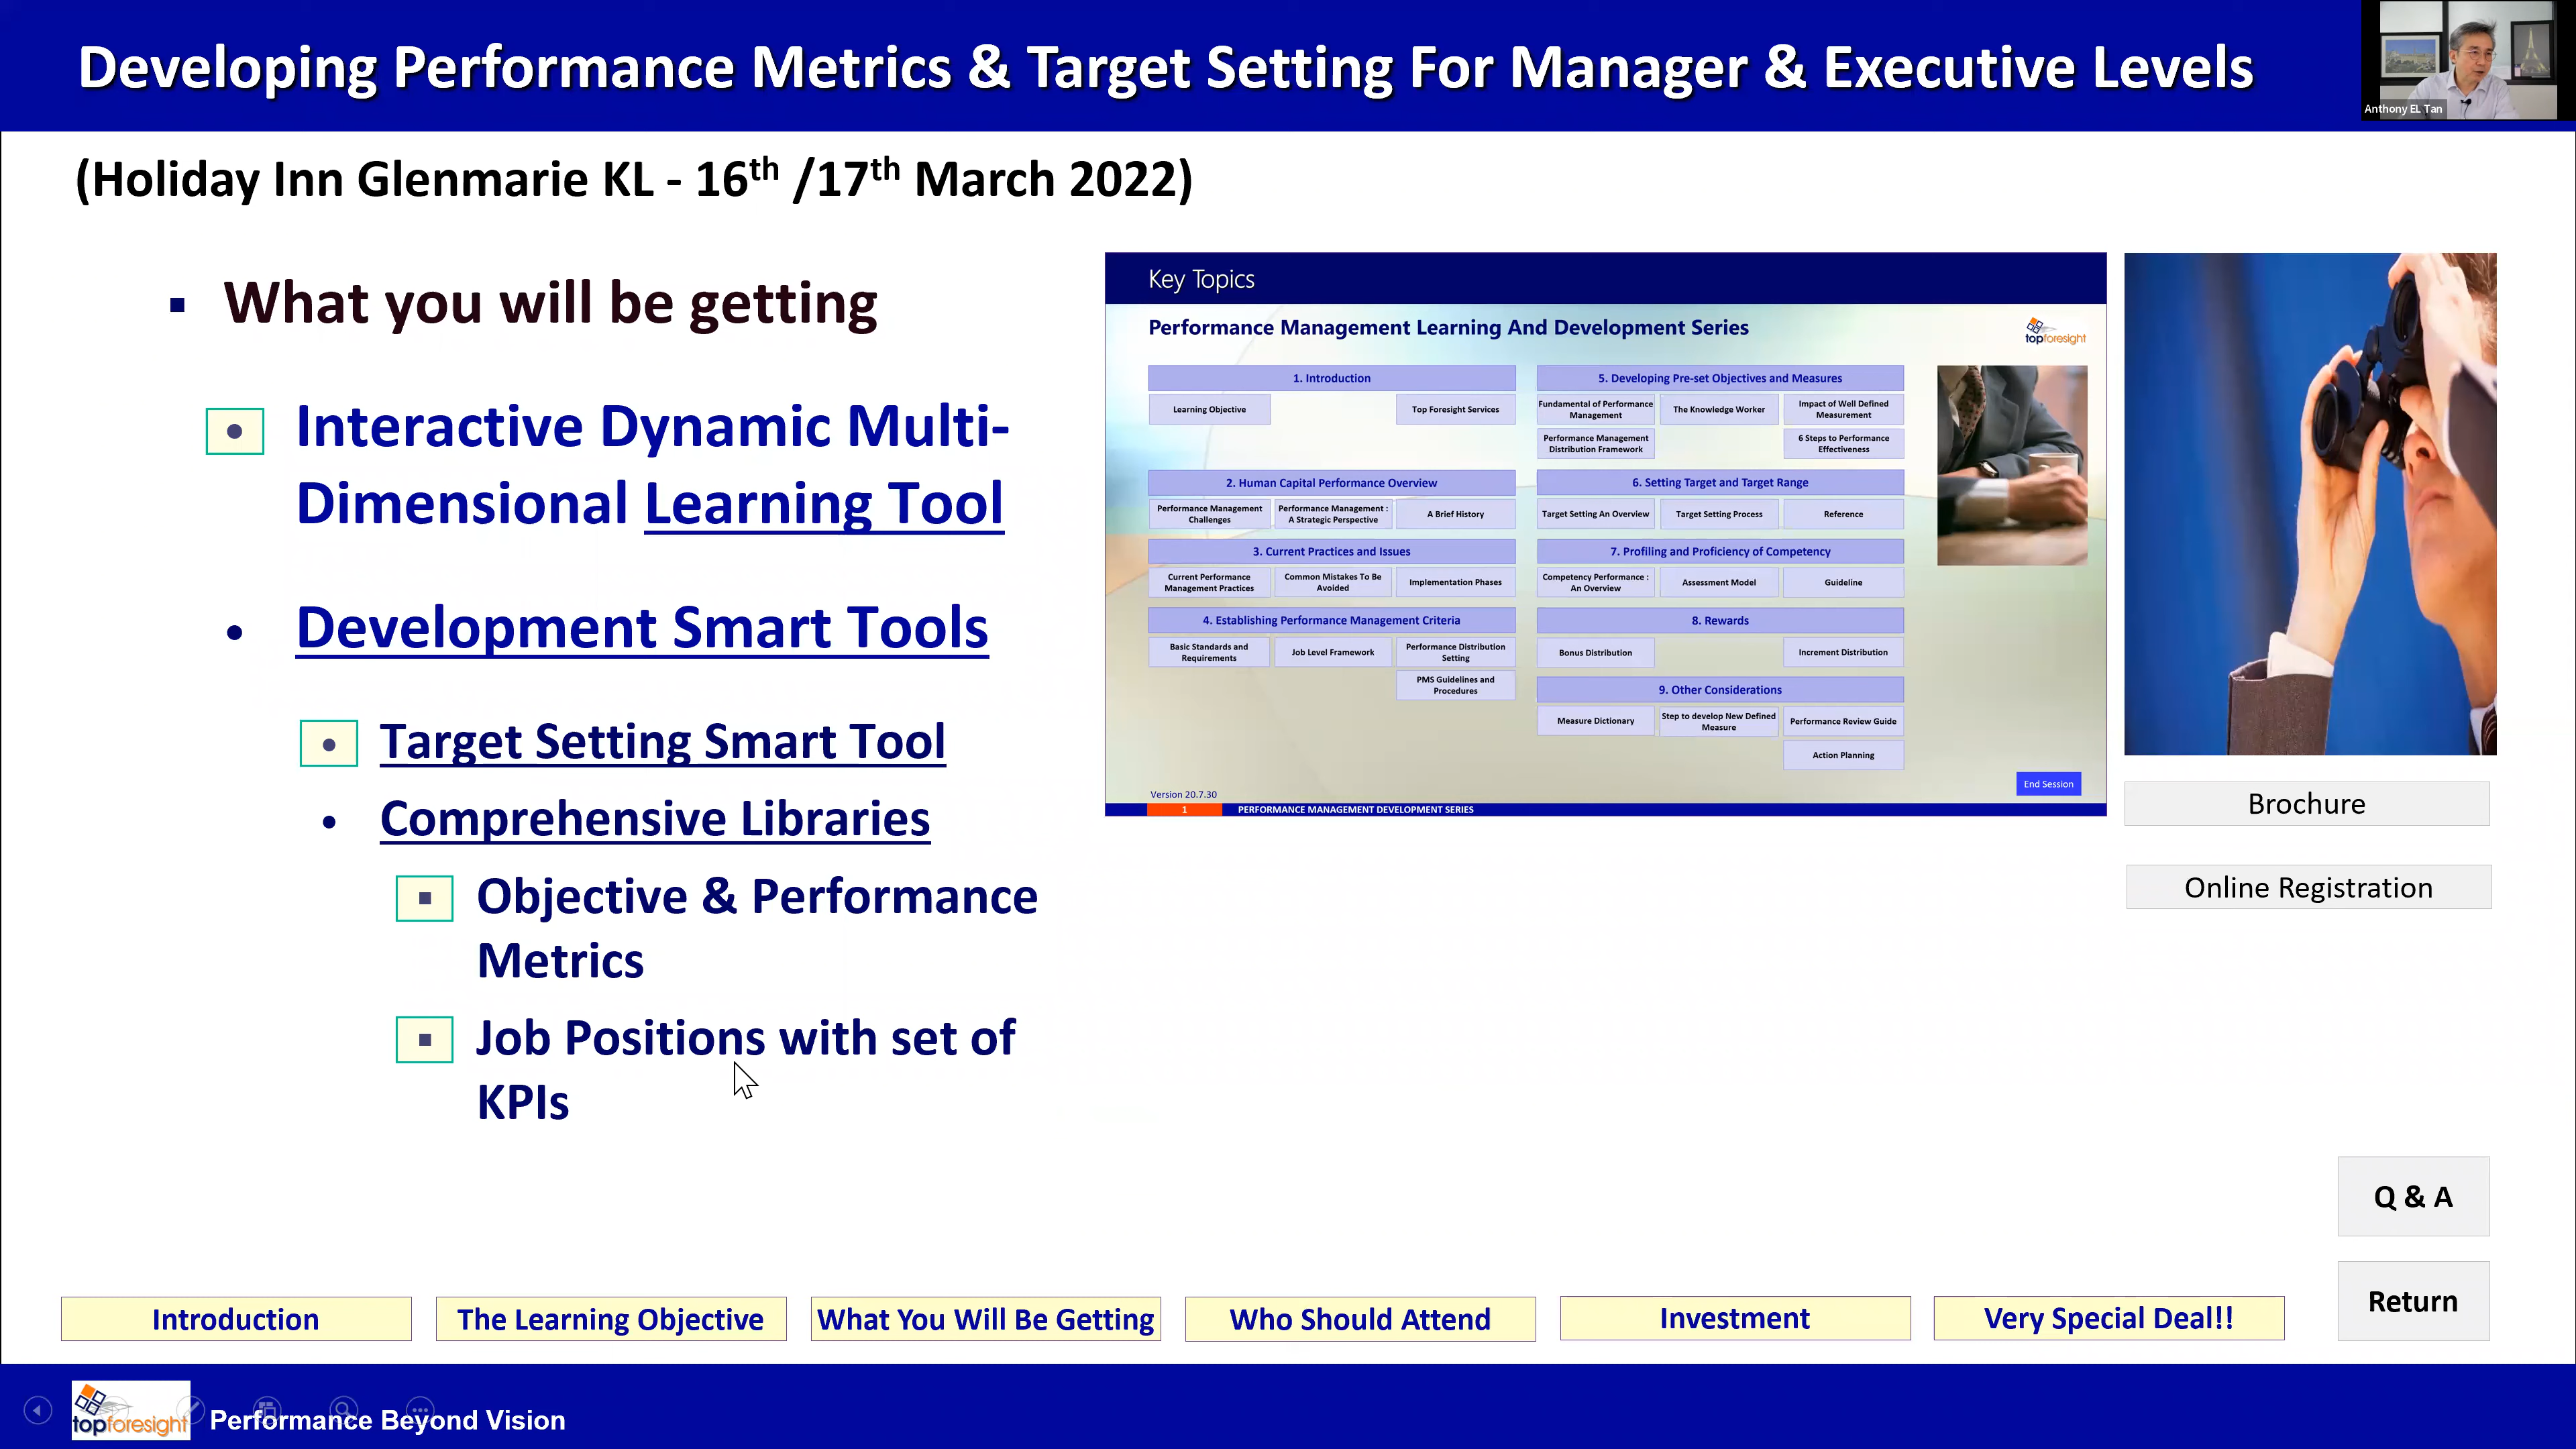 Developing Performance Metrics & Target Setting For Manager & Executive Levels
Anthony EL Tan
(Holiday Inn Glenmarie KL - 16th /17th March 2022)
▪ What you will be getting
• Interactive Dynamic Multi-
Dimensional Learning Tool
• Development Smart Tools
• Target Setting Smart Tool
• Comprehensive Libraries
▪ Objective & Performance
Metrics
▪ Job Positions with set of
KPIs
Key Topics
Performance Management Learning And Development Series
topforesight
1. Introduction
Learning Objective
Top Foresight Services
2. Human Capital Performance Overview
Performance Management
Challenges
Performance Management :
A Strategic Perspective
A Brief History
3. Current Practices and Issues
Current Performance
Management Practices
Common Mistakes To Be
Avoided
Implementation Phases
4. Establishing Performance Management Criteria
Basic Standards and
Requirements
Job Level Framework
Performance Distribution
Setting
PMS Guidelines and
Procedures
5. Developing Pre-set Objectives and Measures
Fundamental of Performance
Management
The Knowledge Worker
Impact of Well Defined
Measurement
Performance Management
Distribution Framework
6 Steps to Performance
Effectiveness
6. Setting Target and Target Range
Target Setting An Overview
Target Setting Process
Reference
7. Profiling and Proficiency of Competency
Competency Performance :
An Overview
Assessment Model
Guideline
8. Rewards
Bonus Distribution
Increment Distribution
9. Other Considerations
Measure Dictionary
Step to develop New Defined
Measure
Performance Review Guide
Action Planning
End Session
Version 20.7.30
1 PERFORMANCE MANAGEMENT DEVELOPMENT SERIES
Brochure
Online Registration
Q & A
Return
Introduction
The Learning Objective
What You Will Be Getting
Who Should Attend
Investment
Very Special Deal!!
topforesight
Performance Beyond Vision